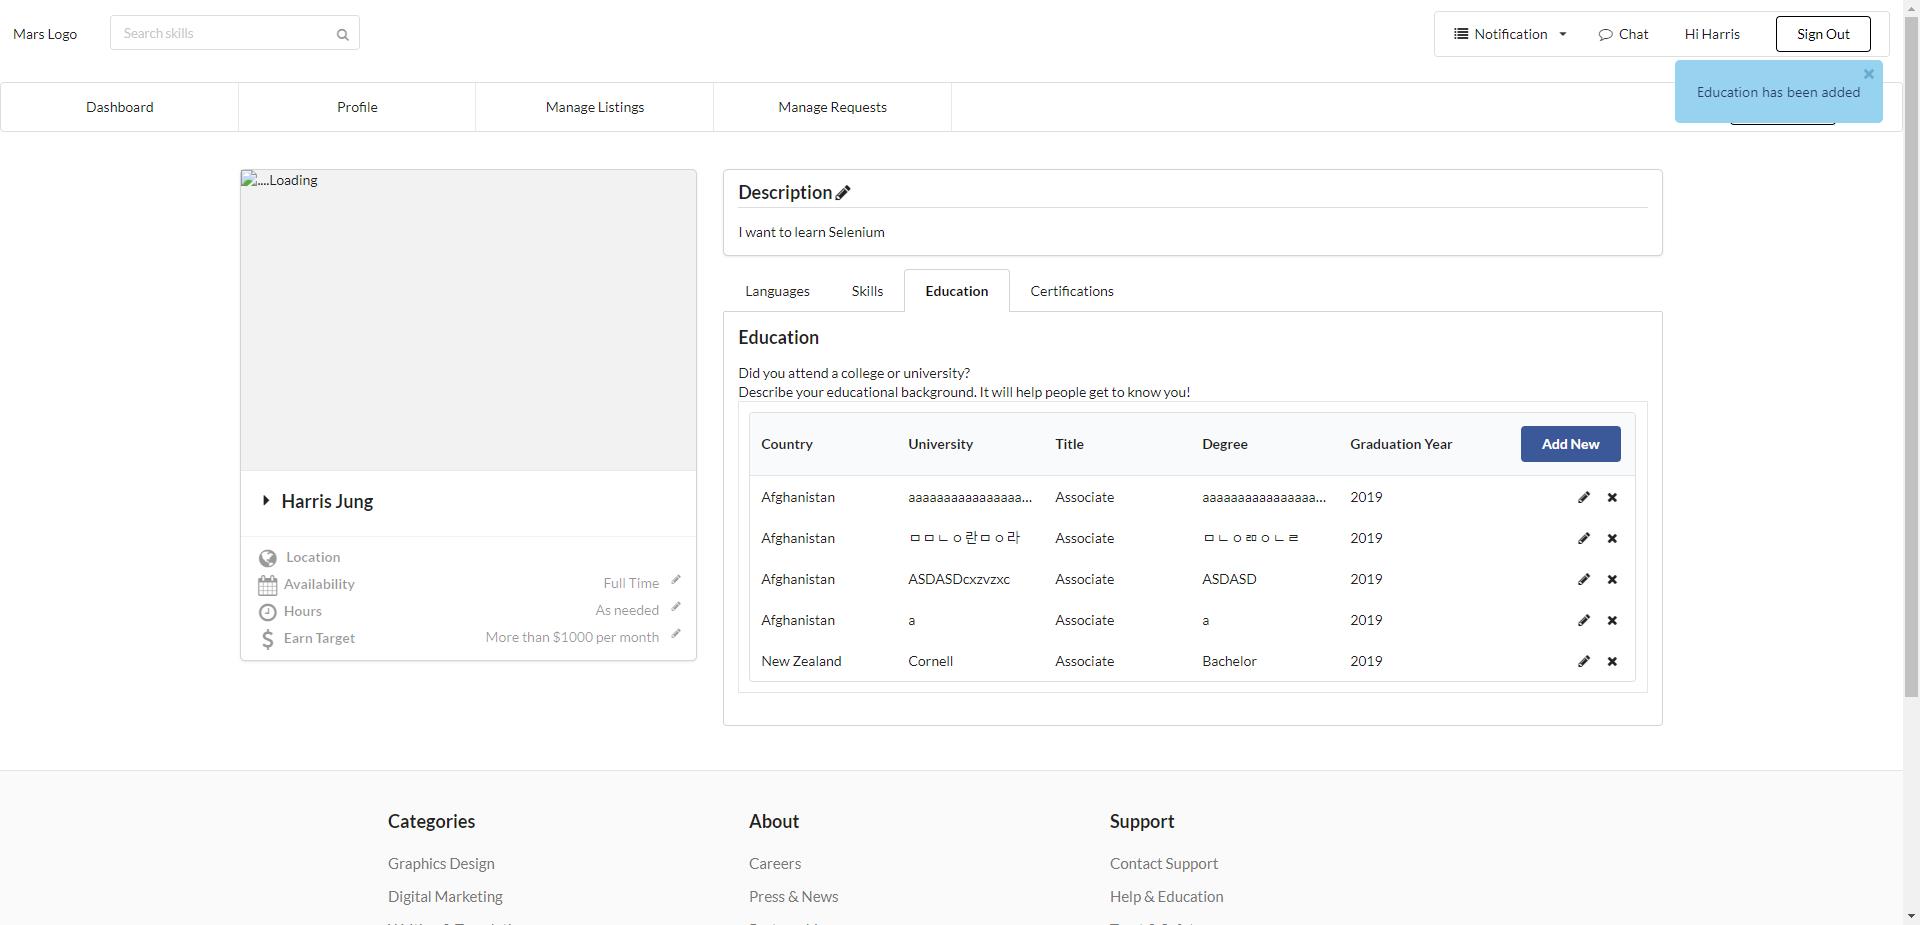 Mars Logo
Search skills
Notification
Chat
Hi Harris
Sign Out
Education has been added
Dashboard
Profile
Manage Listings
Manage Requests
....Loading
Harris Jung
Location
Availability Full Time
Hours As needed
Earn Target More than $1000 per month
Description
I want to learn Selenium
Languages Skills Education Certifications
Education
Did you attend a college or university?
Describe your educational background. It will help people get to know you!
Country University Title Degree Graduation Year Add New
Afghanistan aaaaaaaaaaaaaaaa... Associate aaaaaaaaaaaaaaaa... 2019
Afghanistan ㅁㅁㄴㅇ란ㅁㅇ라 Associate 2019
Afghanistan ASDASDcxzvzxc Associate ASDASD 2019
Afghanistan a Associate a 2019
New Zealand Cornell Associate Bachelor 2019
Categories
Graphics Design
Digital Marketing
About
Careers
Press & News
Support
Contact Support
Help & Education